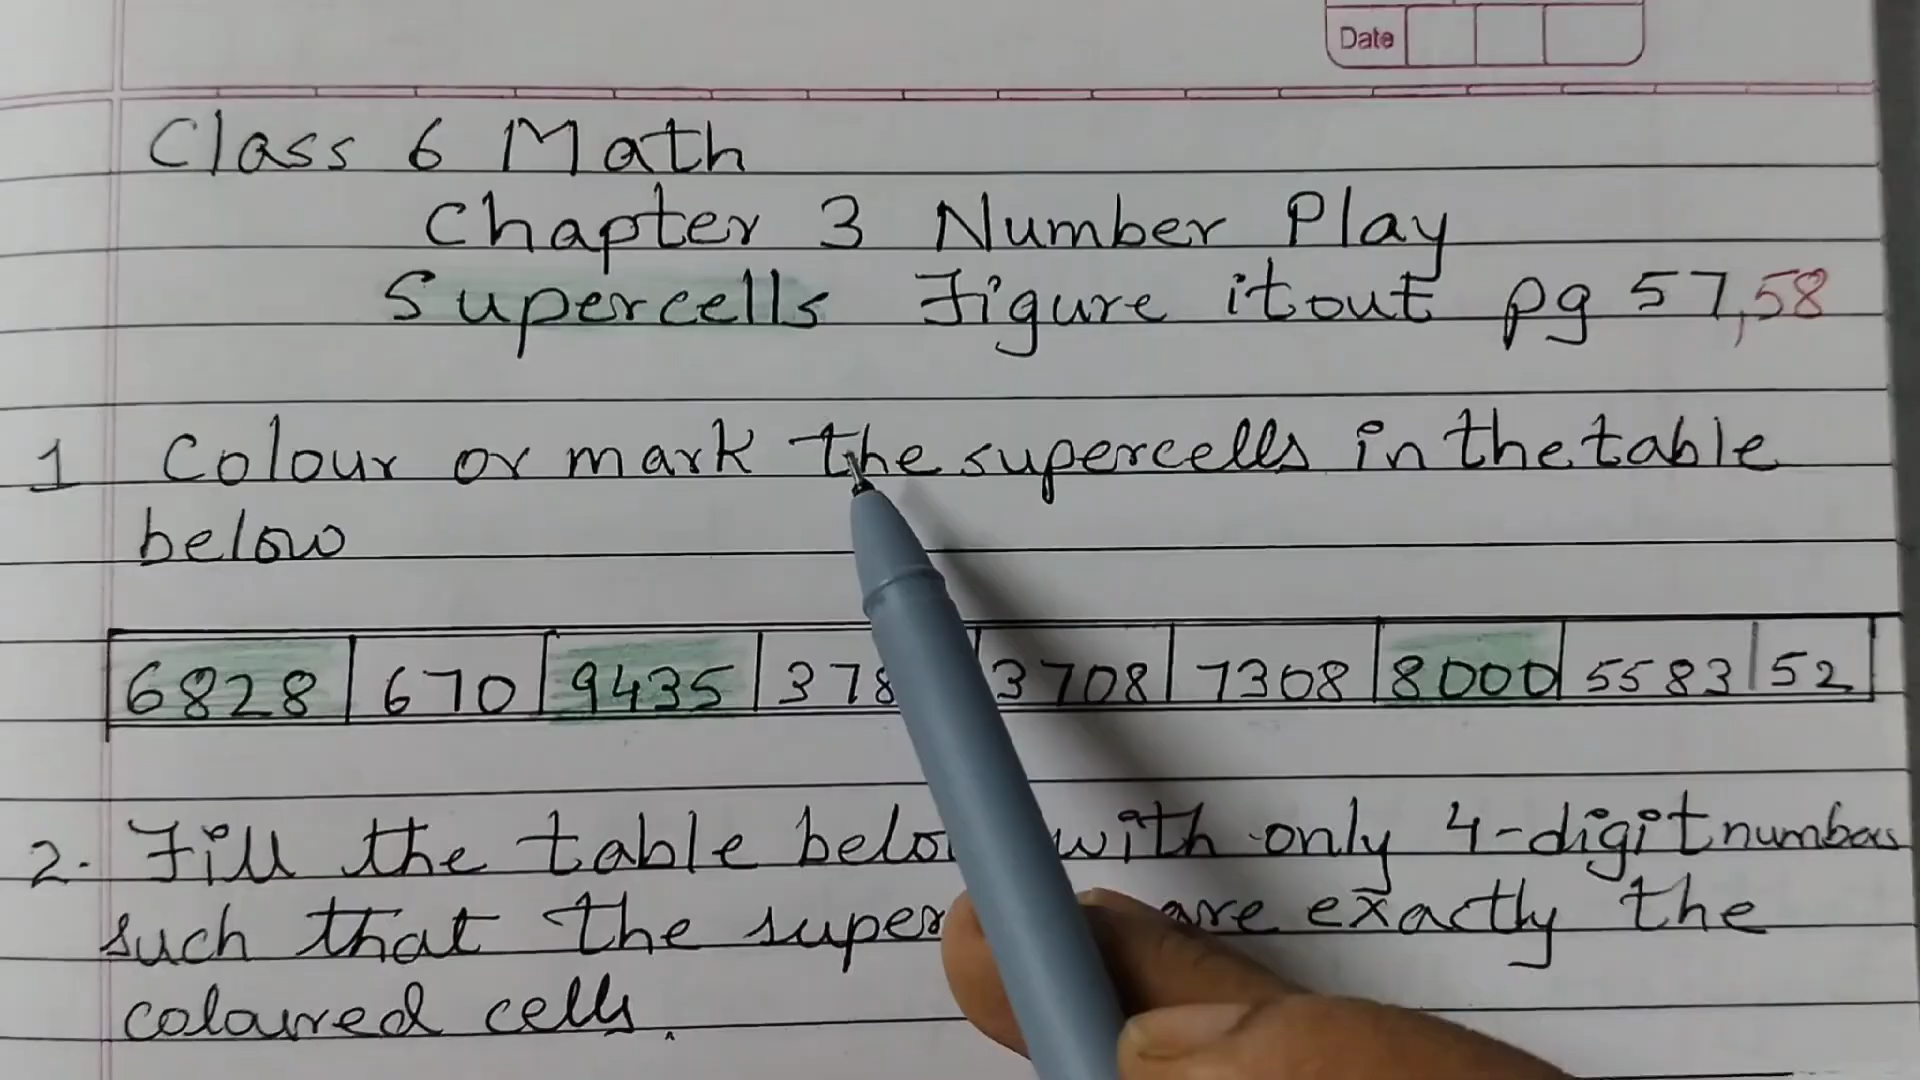 Date
Class 6 Math
Chapter 3 Number Play
Supercells Figure it out pg 57,58
1 Colour or mark the supercells in the table
below
6828 670 9435 3708 7308 8000 5583 52
2. Fill the table with only 4-digit numbers
such that the are exactly the
coloured cells.